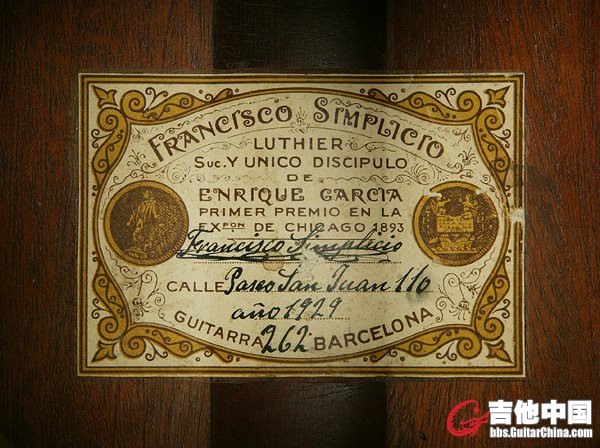 FRANCISCO SIMPLICIO
LUTHIER
SUC. Y UNICO DISCIPULO
DE
ENRIQUE GARCIA
PRIMER PREMIO EN LA
EXPON DE CHICAGO 1893
Francisco Simplicio
CALLE Paseo San Juan 110
año 1929
GUITARRA 262 BARCELONA
吉他中国
bbs.GuitarChina.com